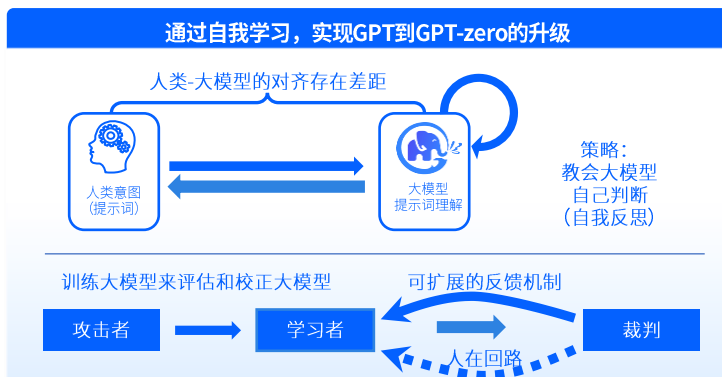 通过自我学习，实现GPT到GPT-zero的升级
人类-大模型的对齐存在差距
人类意图
（提示词）
大模型
提示词理解
策略：
教会大模型
自己判断
（自我反思）
训练大模型来评估和校正大模型
可扩展的反馈机制
攻击者
学习者
裁判
人在回路